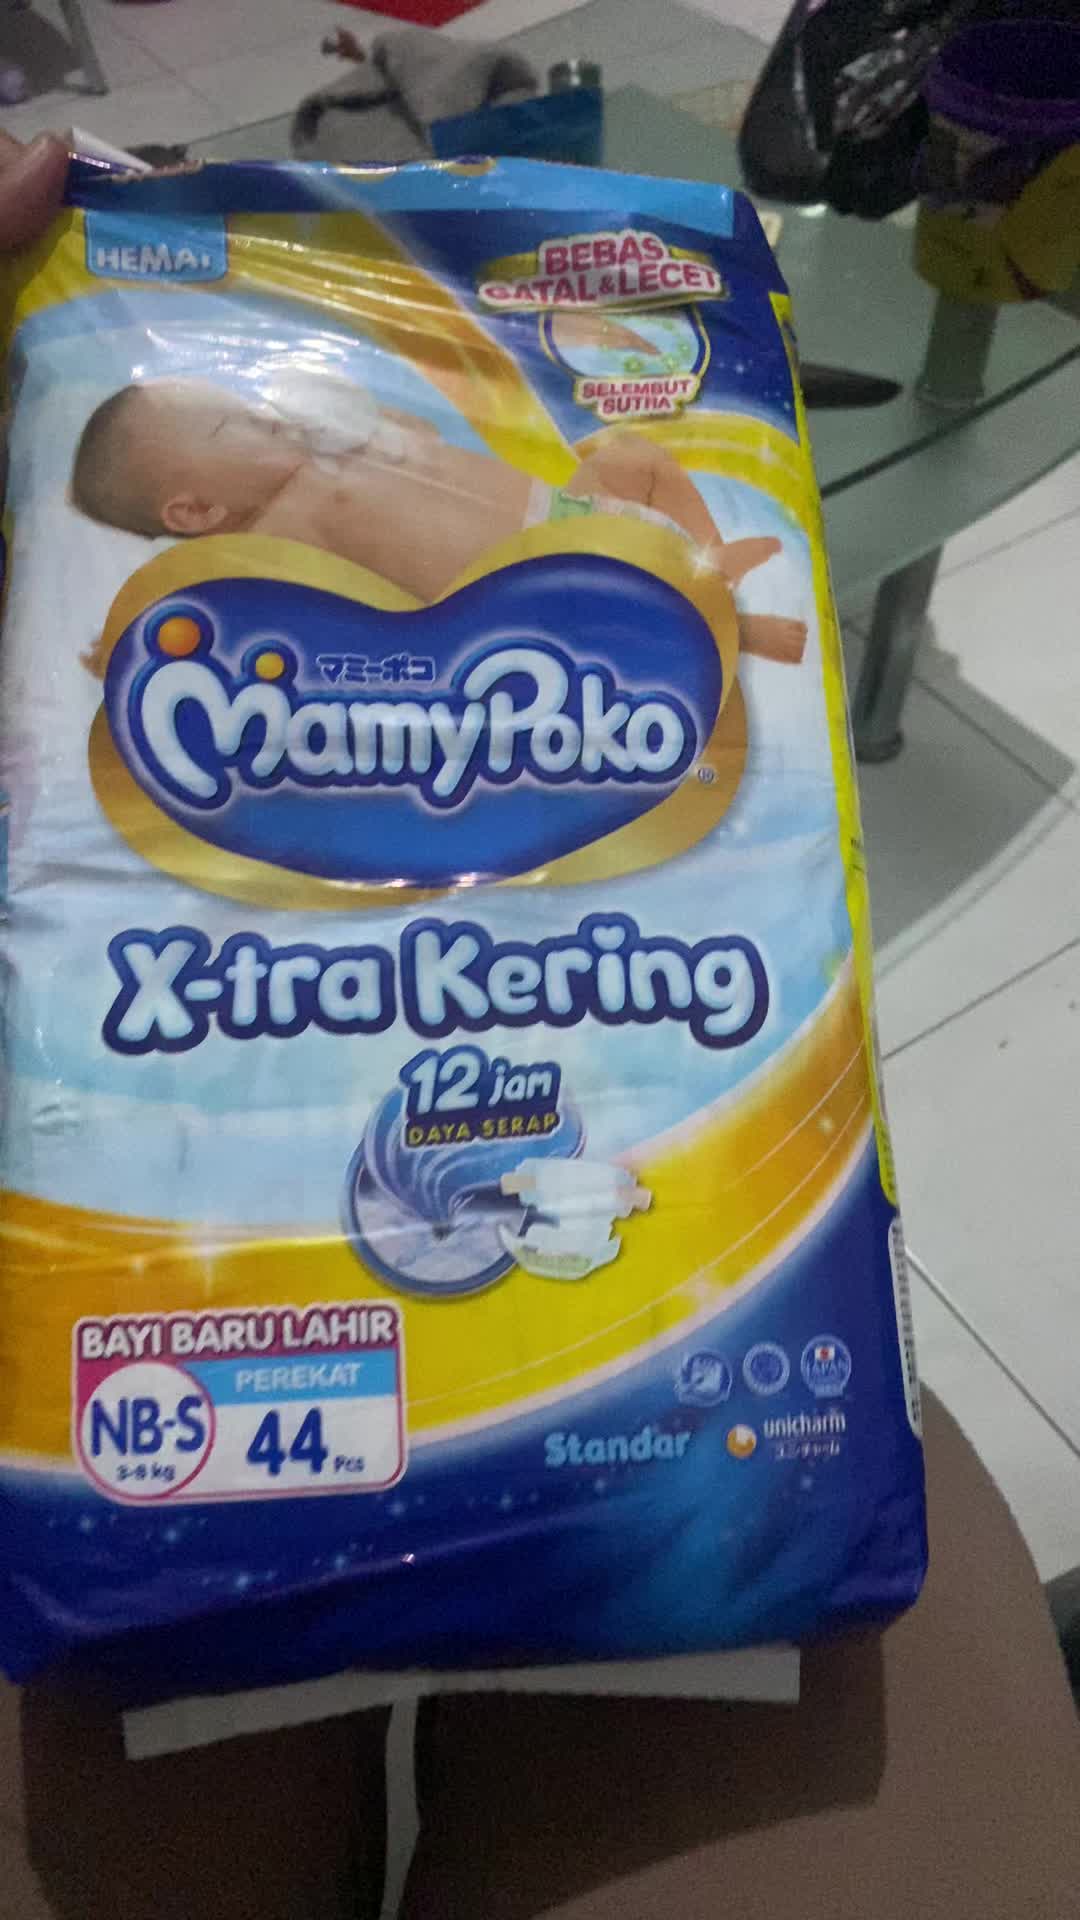 HEMAT
BEBAS
GATAL & LECET
SELEMBUT
SUTRA
マミーポコ
MamyPoko
X-tra Kering
12 jam
DAYA SERAP
BAYI BARU LAHIR
NB-S
PEREKAT
44 Pcs
Standar
unicharm
ユニ・チャーム